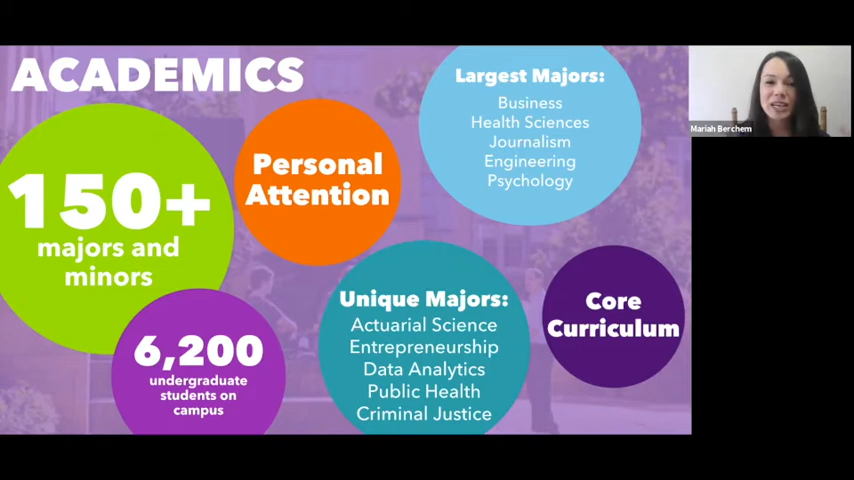 ACADEMICS
150+
majors and
minors
Personal
Attention
Largest Majors:
Business
Health Sciences
Journalism
Engineering
Psychology
Mariah Berchem
6,200
undergraduate
students on
campus
Unique Majors:
Actuarial Science
Entrepreneurship
Data Analytics
Public Health
Criminal Justice
Core
Curriculum